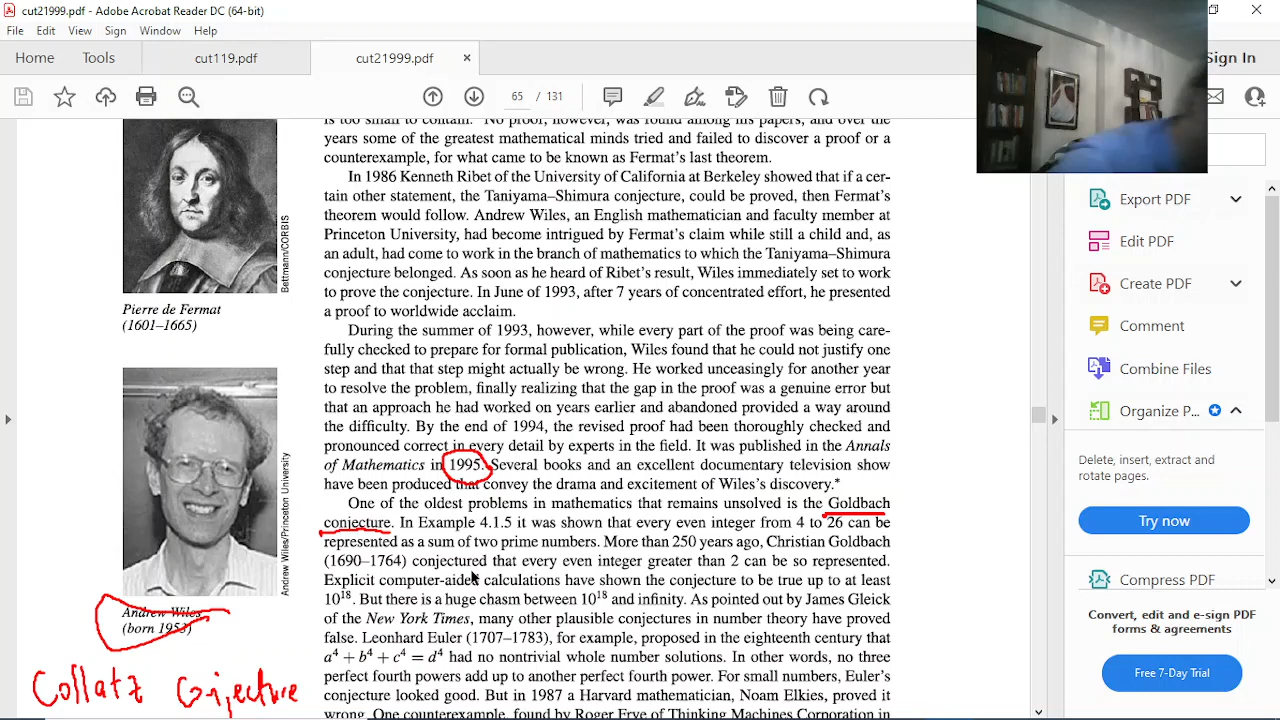 cut21999.pdf - Adobe Acrobat Reader DC (64-bit)
File Edit View Sign Window Help
Home Tools cut119.pdf cut21999.pdf × Sign In
65 / 131
is too small to contain." No proof, however, was found among his papers, and over the
years some of the greatest mathematical minds tried and failed to discover a proof or a
counterexample, for what came to be known as Fermat's last theorem.
In 1986 Kenneth Ribet of the University of California at Berkeley showed that if a cer-
tain other statement, the Taniyama–Shimura conjecture, could be proved, then Fermat's
theorem would follow. Andrew Wiles, an English mathematician and faculty member at
Princeton University, had become intrigued by Fermat's claim while still a child and, as
an adult, had come to work in the branch of mathematics to which the Taniyama–Shimura
conjecture belonged. As soon as he heard of Ribet's result, Wiles immediately set to work
to prove the conjecture. In June of 1993, after 7 years of concentrated effort, he presented
a proof to worldwide acclaim.
During the summer of 1993, however, while every part of the proof was being care-
fully checked to prepare for formal publication, Wiles found that he could not justify one
step and that that step might actually be wrong. He worked unceasingly for another year
to resolve the problem, finally realizing that the gap in the proof was a genuine error but
that an approach he had worked on years earlier and abandoned provided a way around
the difficulty. By the end of 1994, the revised proof had been thoroughly checked and
pronounced correct in every detail by experts in the field. It was published in the Annals
of Mathematics in 1995. Several books and an excellent documentary television show
have been produced that convey the drama and excitement of Wiles's discovery.*
One of the oldest problems in mathematics that remains unsolved is the Goldbach
conjecture. In Example 4.1.5 it was shown that every even integer from 4 to 26 can be
represented as a sum of two prime numbers. More than 250 years ago, Christian Goldbach
(1690–1764) conjectured that every even integer greater than 2 can be so represented.
Explicit computer-aided calculations have shown the conjecture to be true up to at least
10¹⁸. But there is a huge chasm between 10¹⁸ and infinity. As pointed out by James Gleick
of the New York Times, many other plausible conjectures in number theory have proved
false. Leonhard Euler (1707–1783), for example, proposed in the eighteenth century that
a⁴ + b⁴ + c⁴ = d⁴ had no nontrivial whole number solutions. In other words, no three
perfect fourth powers add up to another perfect fourth power. For small numbers, Euler's
conjecture looked good. But in 1987 a Harvard mathematician, Noam Elkies, proved it
wrong. One counterexample, found by Roger Frye of Thinking Machines Corporation in
Bettmann/CORBIS
Pierre de Fermat
(1601–1665)
Andrew Wiles/Princeton University
Andrew Wiles
(born 1953)
Collatz Conjecture
Export PDF
Edit PDF
Create PDF
Comment
Combine Files
Organize P...
Delete, insert, extract and
rotate pages.
Try now
Compress PDF
Convert, edit and e-sign PDF
forms & agreements
Free 7-Day Trial